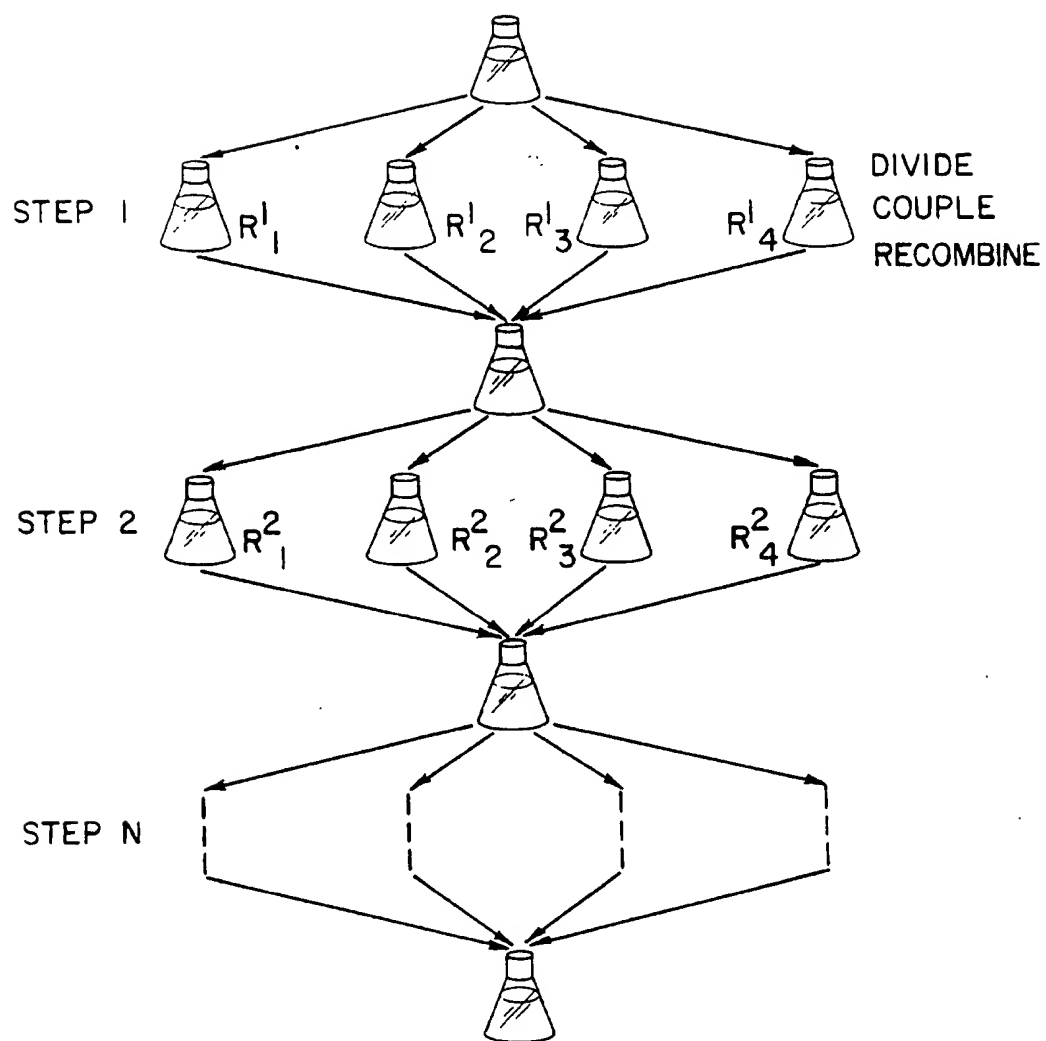 DIVIDE
STEP 1 R¹₁ R¹₂ R¹₃ R¹₄ COUPLE
RECOMBINE
STEP 2 R²₁ R²₂ R²₃ R²₄
STEP N